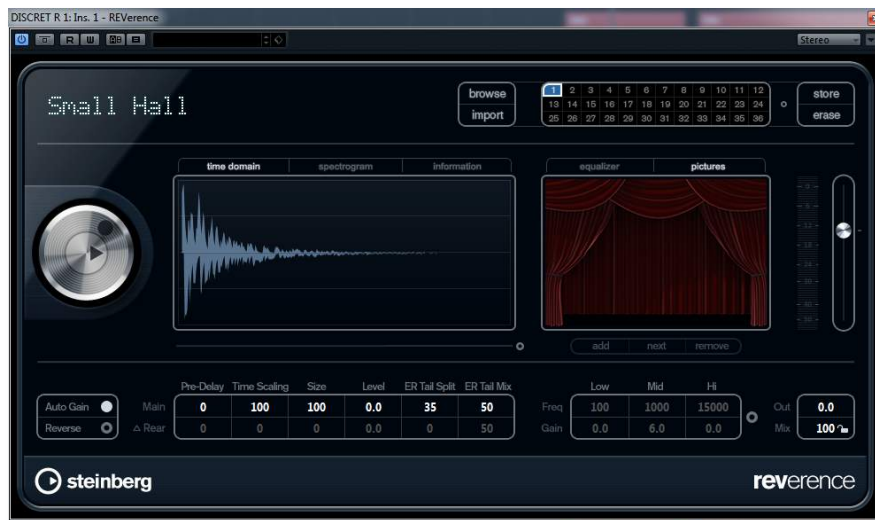 DISCRET R 1: Ins. 1 - REVerence
R W Stereo
Small Hall
browse
import
1 2 3 4 5 6 7 8 9 10 11 12
13 14 15 16 17 18 19 20 21 22 23 24
25 26 27 28 29 30 31 32 33 34 35 36
store
erase
time domain spectrogram information
equalizer pictures
add next remove
Pre-Delay Time Scaling Size Level ER Tail Split ER Tail Mix
Low Mid Hi
Auto Gain Main 0 100 100 0.0 35 50 Freq 100 1000 15000 Out 0.0
Reverse Δ Rear 0 0 0 0.0 0 50 Gain 0.0 6.0 0.0 Mix 100
steinberg
reverence